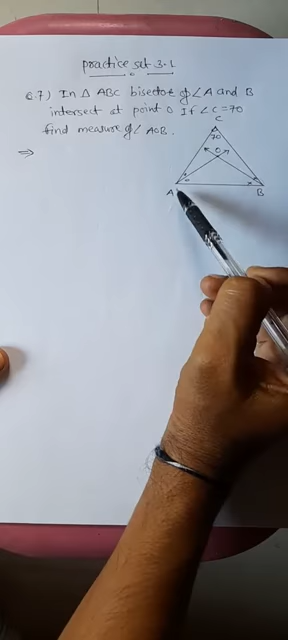 practice set 3.1
Q.7) In Δ ABC bisector of ∠A and B
intersect at point O If ∠C=70
find measure of ∠ AOB.
⇒
C
70
O
A
B